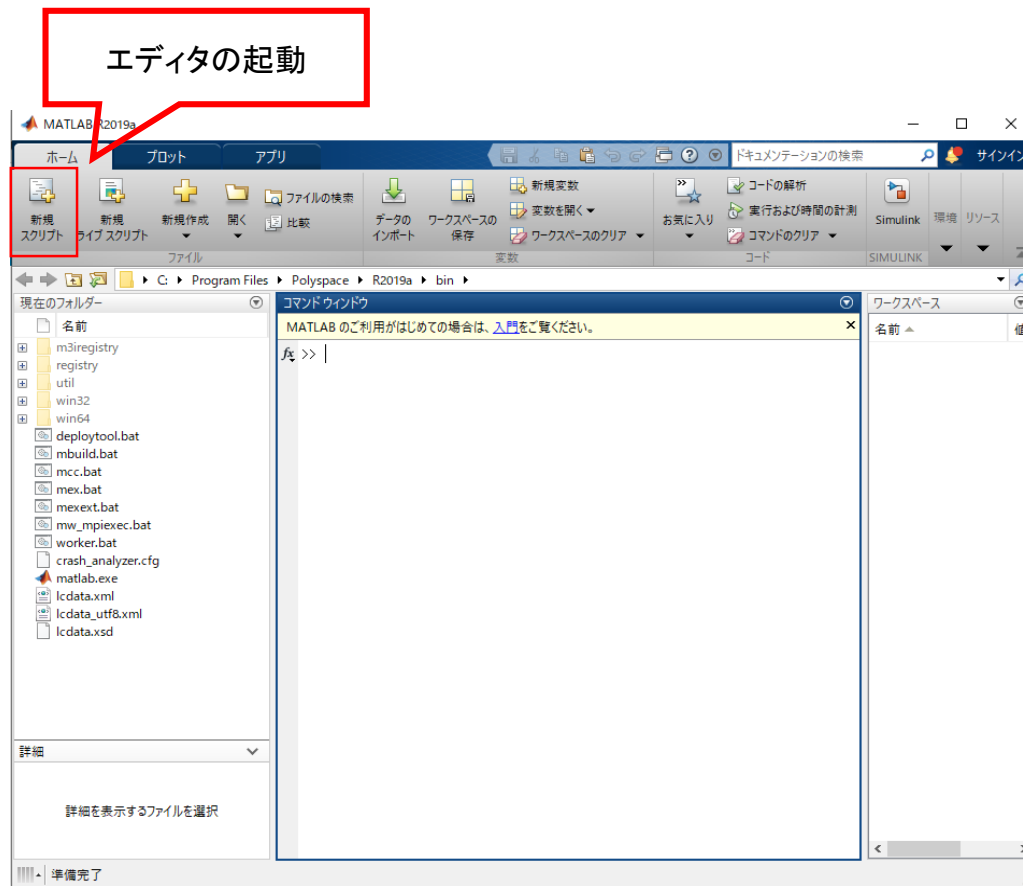 エディタの起動
MATLAB R2019a
ホーム プロット アプリ
ドキュメンテーションの検索
サインイン
新規
スクリプト
新規
ライブ スクリプト
新規作成
開く
ファイルの検索
比較
ファイル
データの
インポート
ワークスペースの
保存
新規変数
変数を開く
ワークスペースのクリア
変数
お気に入り
コードの解析
実行および時間の計測
コマンドのクリア
コード
Simulink
SIMULINK
環境
リソース
C: Program Files Polyspace R2019a bin
現在のフォルダー
名前
m3iregistry
registry
util
win32
win64
deploytool.bat
mbuild.bat
mcc.bat
mex.bat
mexext.bat
mw_mpiexec.bat
worker.bat
crash_analyzer.cfg
matlab.exe
lcdata.xml
lcdata_utf8.xml
lcdata.xsd
詳細
詳細を表示するファイルを選択
コマンド ウィンドウ
MATLAB のご利用がはじめての場合は、入門をご覧ください。
fx >>
ワークスペース
名前
値
準備完了